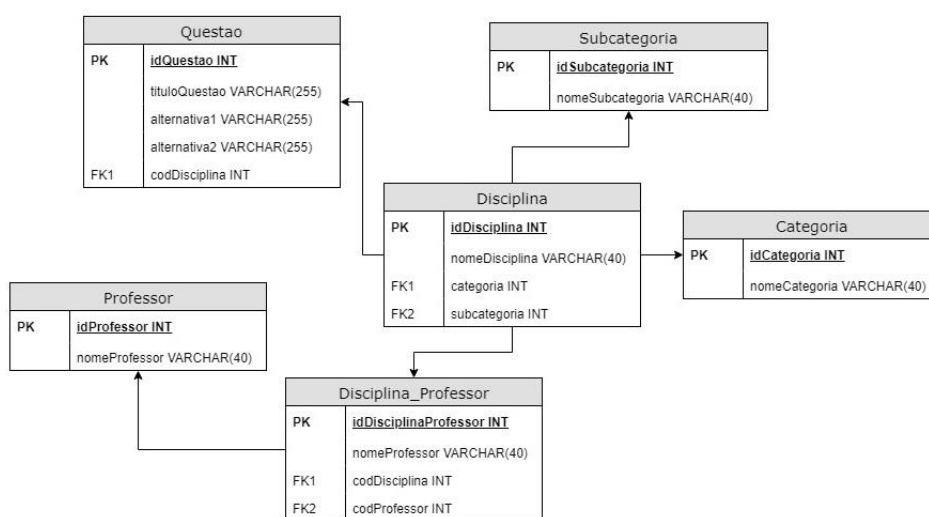 Questao
PK idQuestao INT
tituloQuestao VARCHAR(255)
alternativa1 VARCHAR(255)
alternativa2 VARCHAR(255)
FK1 codDisciplina INT
Subcategoria
PK idSubcategoria INT
nomeSubcategoria VARCHAR(40)
Disciplina
PK idDisciplina INT
nomeDisciplina VARCHAR(40)
FK1 categoria INT
FK2 subcategoria INT
Categoria
PK idCategoria INT
nomeCategoria VARCHAR(40)
Professor
PK idProfessor INT
nomeProfessor VARCHAR(40)
Disciplina_Professor
PK idDisciplinaProfessor INT
nomeProfessor VARCHAR(40)
FK1 codDisciplina INT
FK2 codProfessor INT